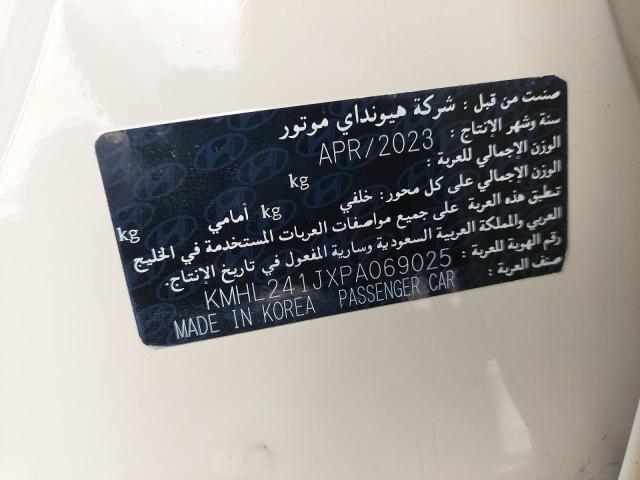 صنعت من قبل : شركة هيونداي موتور
سنة وشهر الإنتاج : APR/2023
الوزن الإجمالي للعربة : kg
الوزن الإجمالي على كل محور : خلفي kg أمامي kg
تنطبق هذه العربة على جميع مواصفات العربات المستخدمة في الخليج
العربي والمملكة العربية السعودية وسارية المفعول في تاريخ الإنتاج.
رقم الهوية للعربة : KMHL241JXPA069025
صنف العربة : PASSENGER CAR MADE IN KOREA